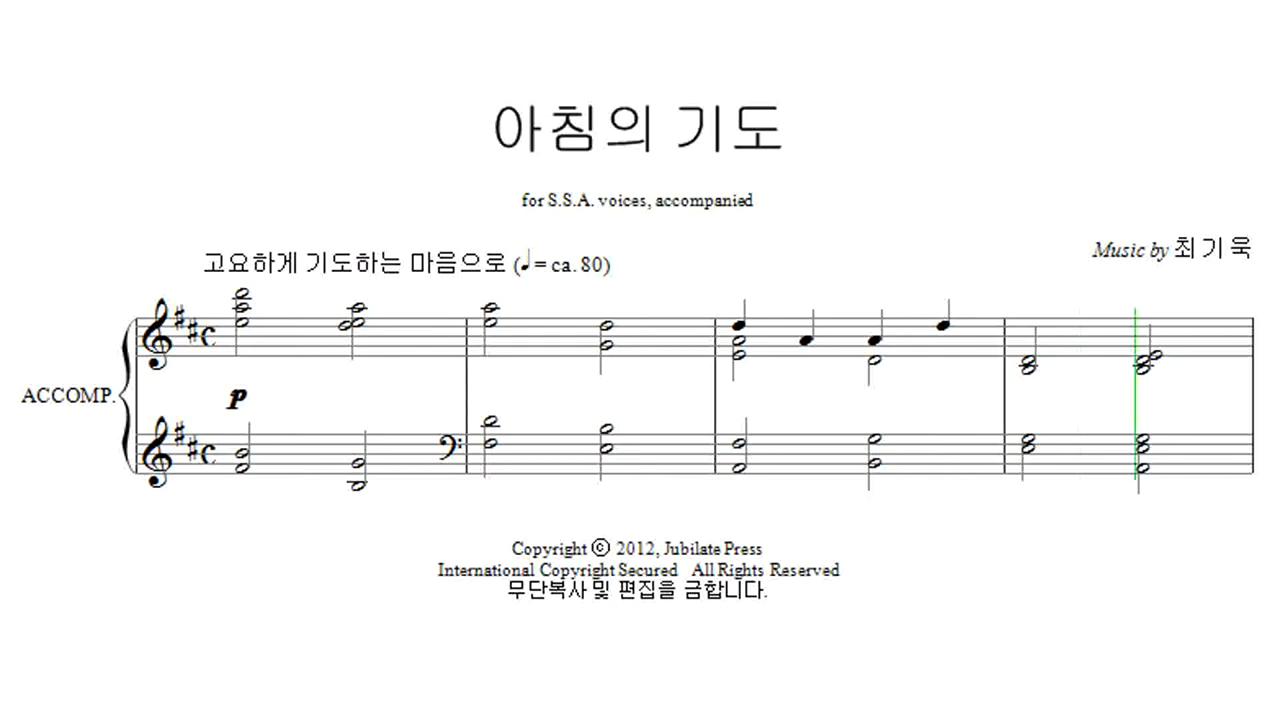 아침의 기도
for S.S.A. voices, accompanied
Music by 최 기 욱
고요하게 기도하는 마음으로 (♩= ca. 80)
ACCOMP.
p
Copyright © 2012, Jubilate Press
International Copyright Secured All Rights Reserved
무단복사 및 편집을 금합니다.